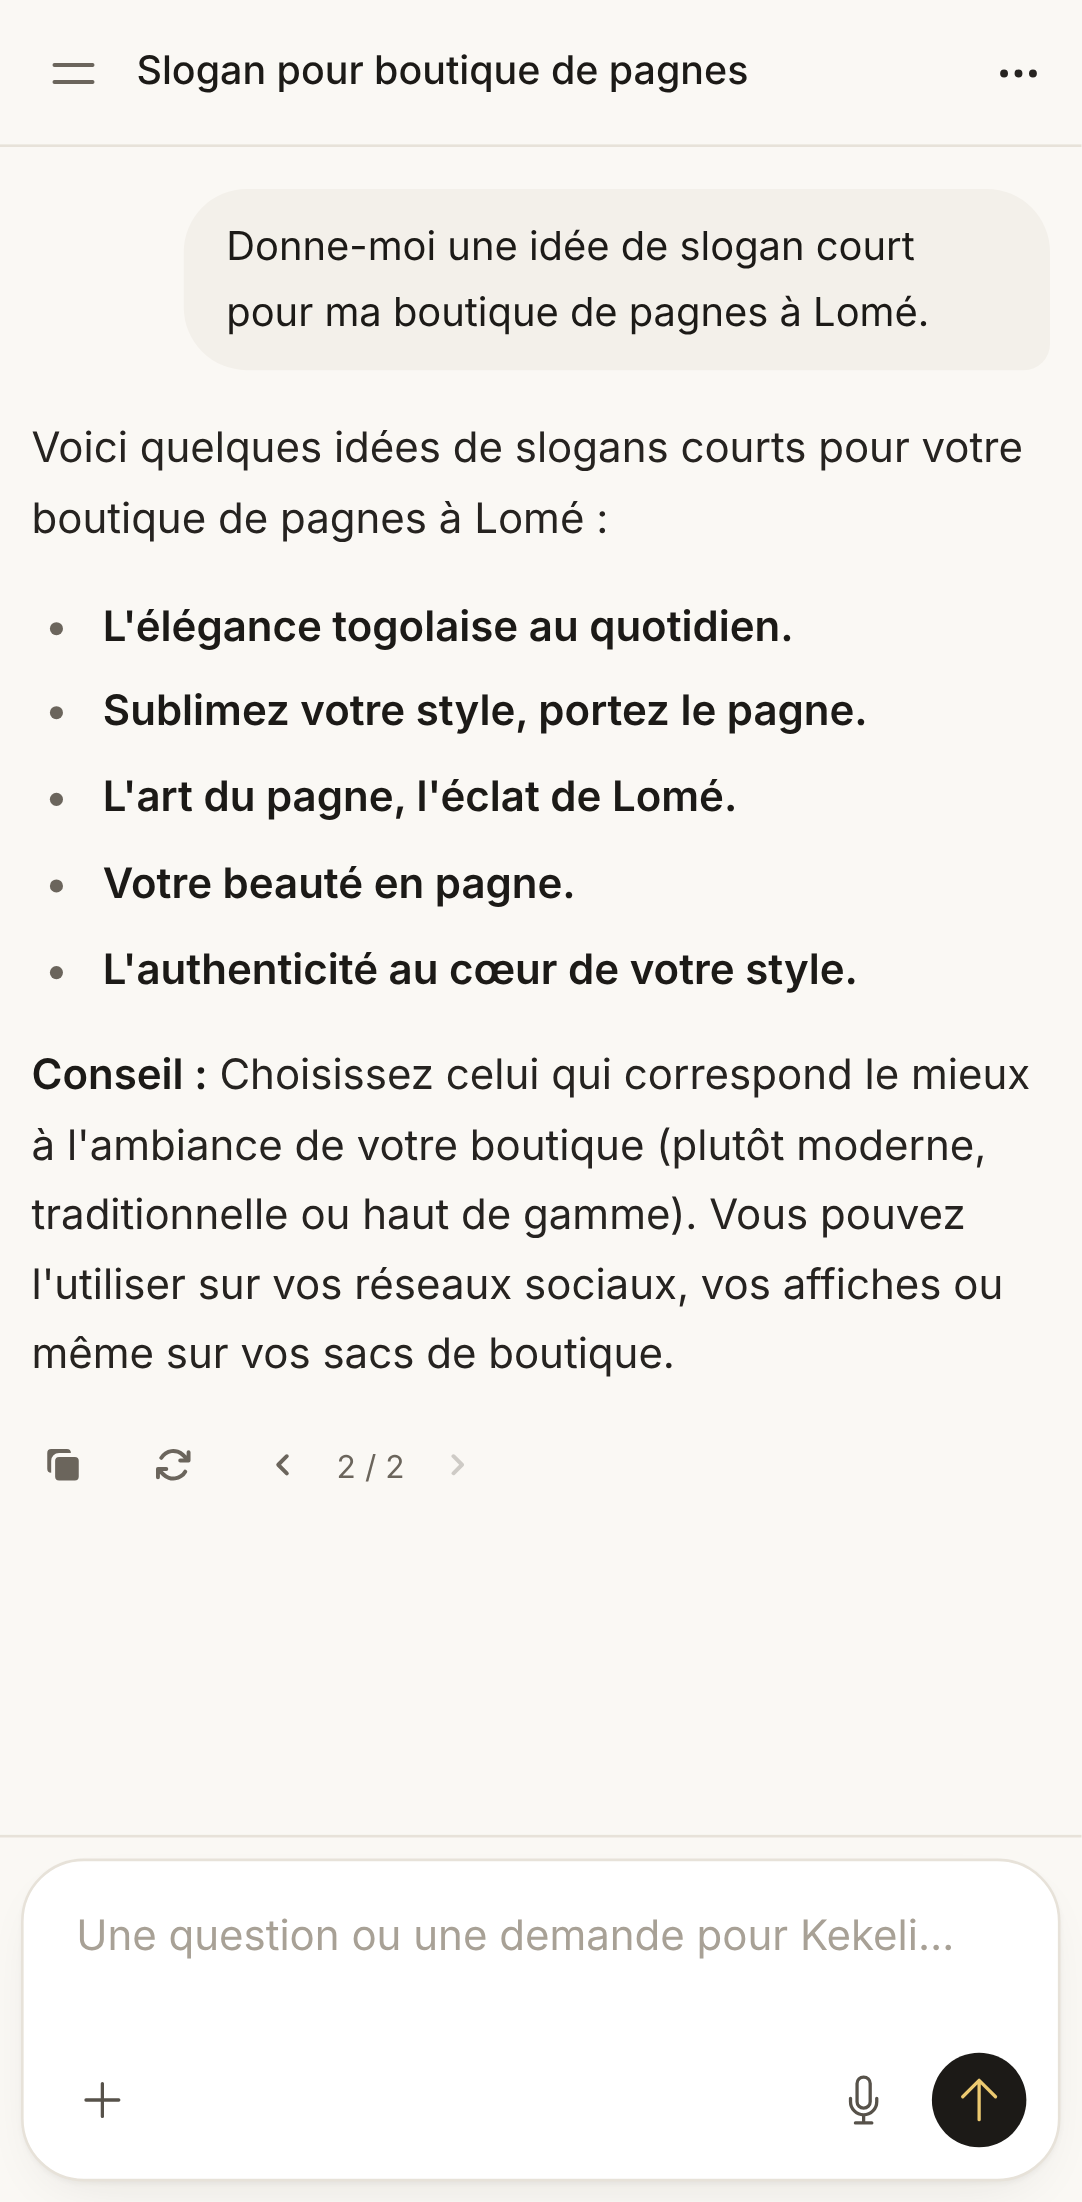 Slogan pour boutique de pagnes
Donne-moi une idée de slogan court
pour ma boutique de pagnes à Lomé.
Voici quelques idées de slogans courts pour votre
boutique de pagnes à Lomé :
• L'élégance togolaise au quotidien.
• Sublimez votre style, portez le pagne.
• L'art du pagne, l'éclat de Lomé.
• Votre beauté en pagne.
• L'authenticité au cœur de votre style.
Conseil : Choisissez celui qui correspond le mieux
à l'ambiance de votre boutique (plutôt moderne,
traditionnelle ou haut de gamme). Vous pouvez
l'utiliser sur vos réseaux sociaux, vos affiches ou
même sur vos sacs de boutique.
2 / 2
Une question ou une demande pour Kekeli...